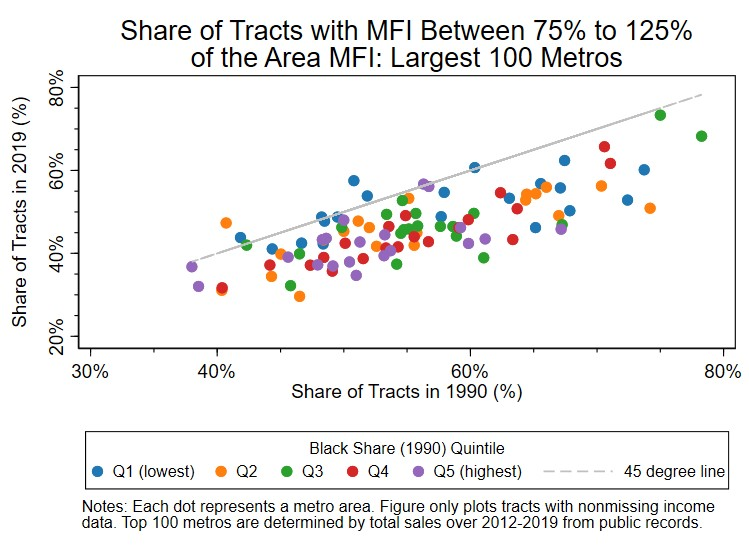 Share of Tracts with MFI Between 75% to 125%
of the Area MFI: Largest 100 Metros
Share of Tracts in 2019 (%)
80%
60%
40%
20%
30%
40%
60%
80%
Share of Tracts in 1990 (%)
Black Share (1990) Quintile
Q1 (lowest) Q2 Q3 Q4 Q5 (highest) 45 degree line
Notes: Each dot represents a metro area. Figure only plots tracts with nonmissing income
data. Top 100 metros are determined by total sales over 2012-2019 from public records.